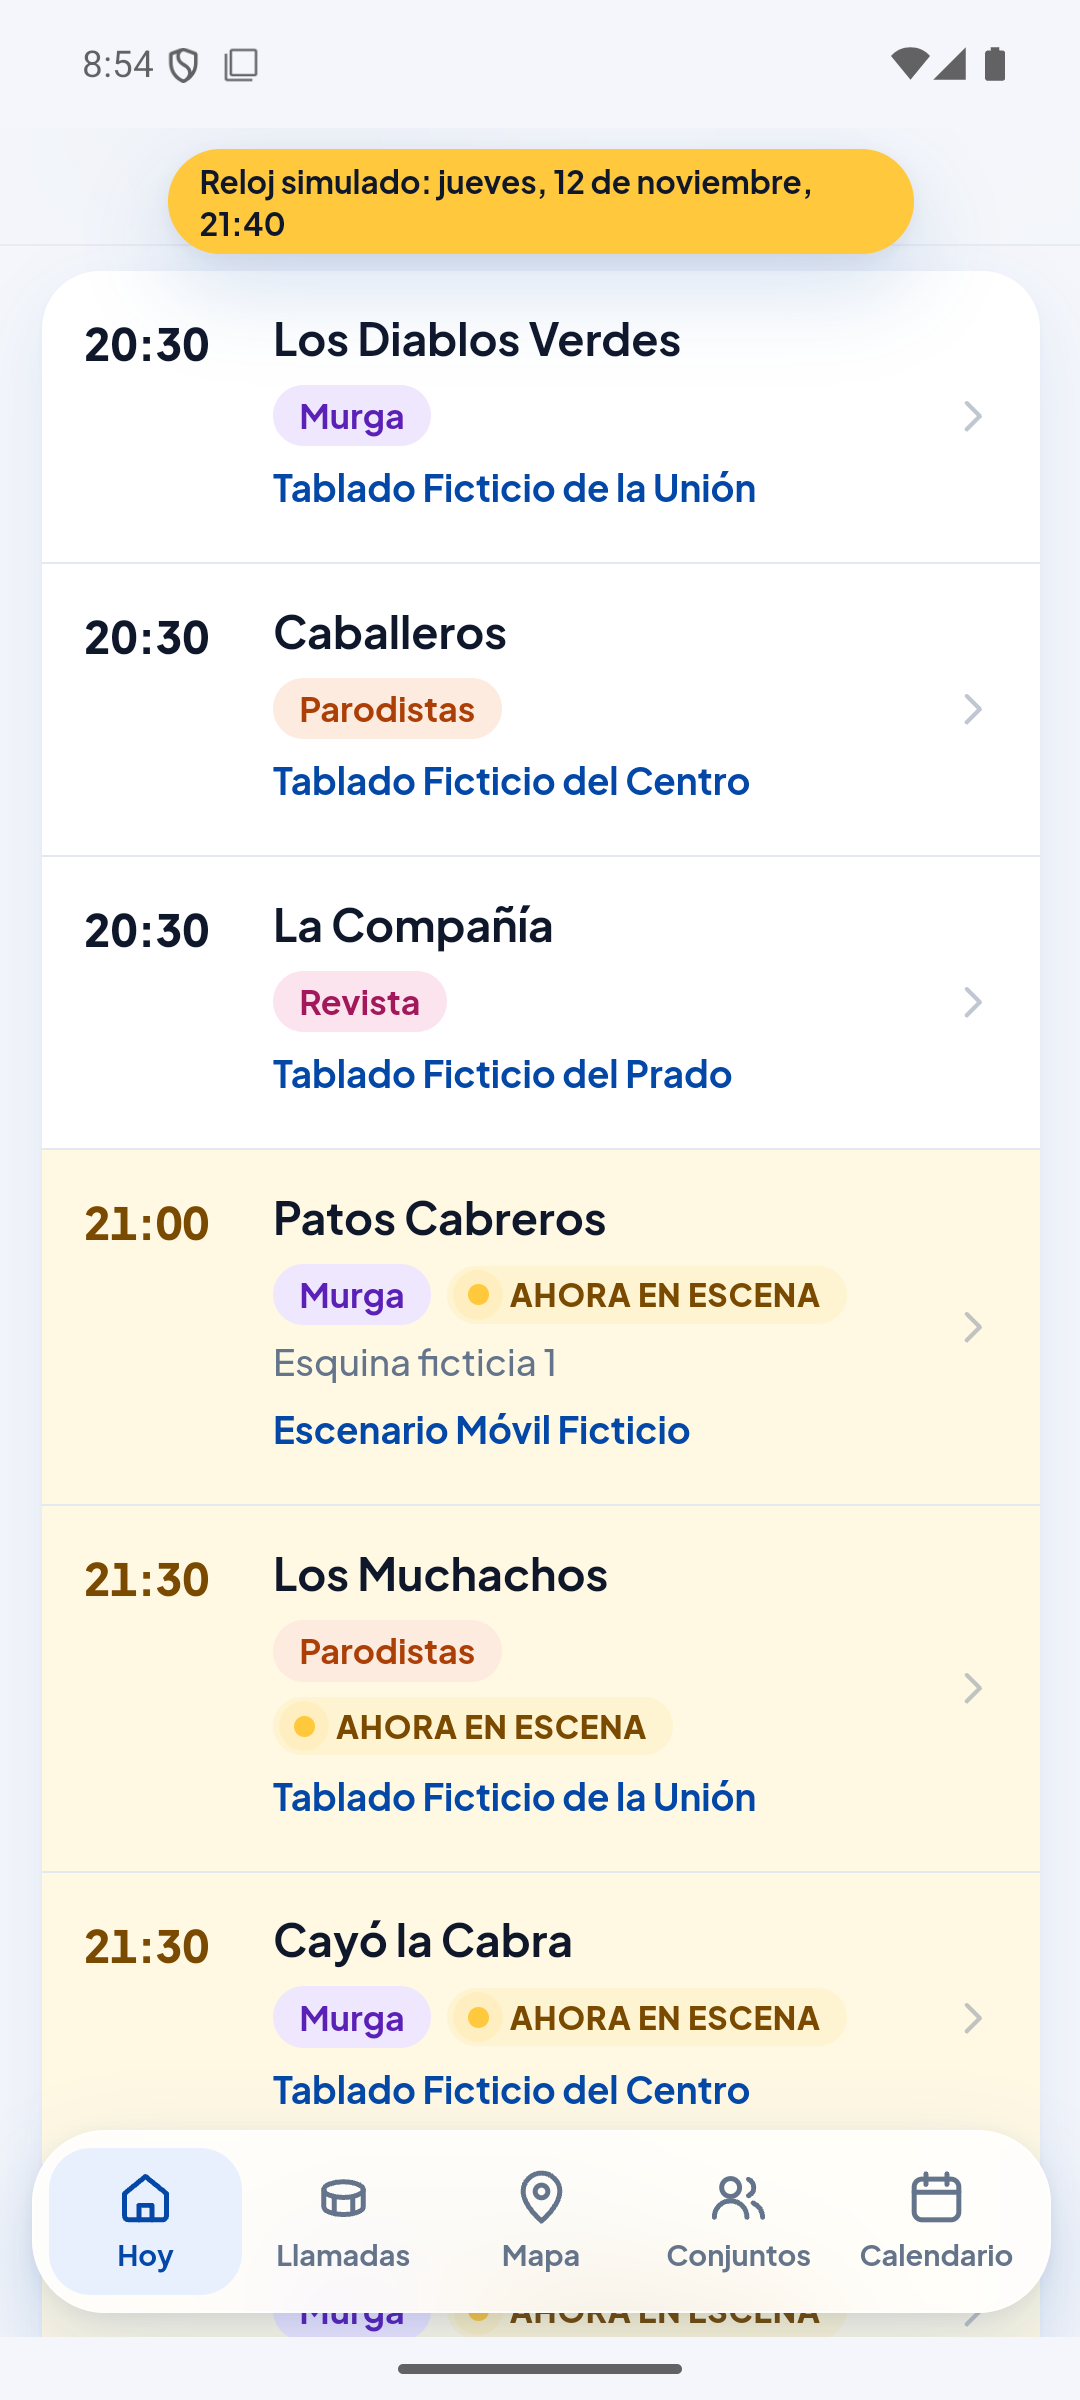 8:54
Reloj simulado: jueves, 12 de noviembre,
21:40
20:30
Los Diablos Verdes
Murga
Tablado Ficticio de la Unión
20:30
Caballeros
Parodistas
Tablado Ficticio del Centro
20:30
La Compañía
Revista
Tablado Ficticio del Prado
21:00
Patos Cabreros
Murga
AHORA EN ESCENA
Esquina ficticia 1
Escenario Móvil Ficticio
21:30
Los Muchachos
Parodistas
AHORA EN ESCENA
Tablado Ficticio de la Unión
21:30
Cayó la Cabra
Murga
AHORA EN ESCENA
Tablado Ficticio del Centro
Hoy
Llamadas
Mapa
Conjuntos
Calendario
Murga
AHORA EN ESCENA